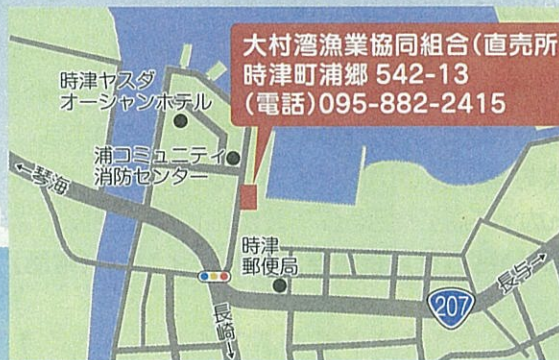 大村湾漁業協同組合(直売所
時津町浦郷 542-13
(電話)095-882-2415
時津ヤスダ
オーシャンホテル
浦コミュニティ
消防センター
←琴海
時津
郵便局
207
長与→
長崎→